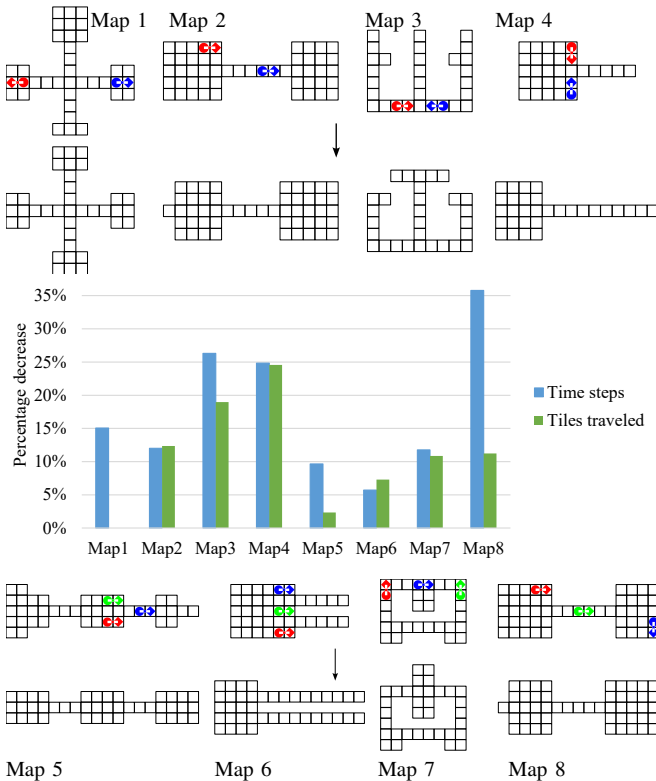 Map 1 Map 2 Map 3 Map 4
35%
30%
25%
20%
15%
10%
5%
0%
Percentage decrease
Time steps
Tiles traveled
Map1 Map2 Map3 Map4 Map5 Map6 Map7 Map8
Map 5 Map 6 Map 7 Map 8